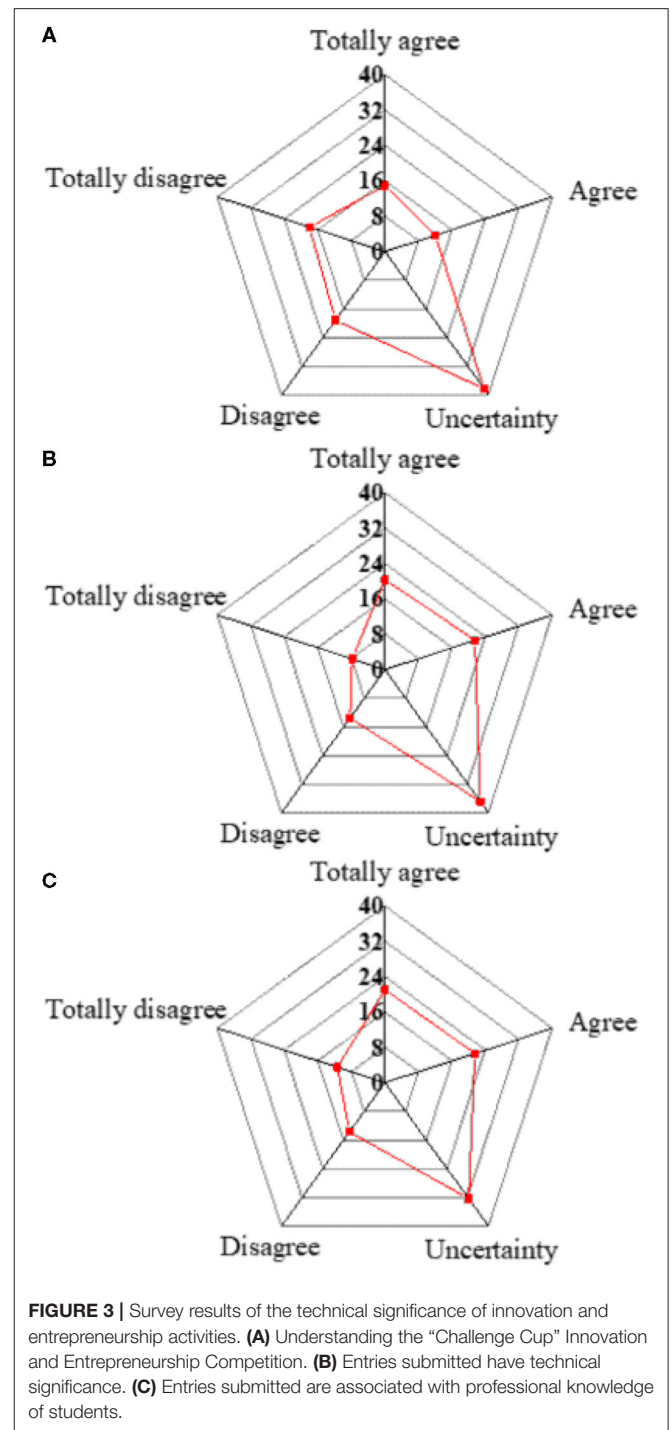 A
Totally agree
40
32
24
16
8
0
Totally disagree
Agree
Disagree
Uncertainty
B
Totally agree
40
32
24
16
8
0
Totally disagree
Agree
Disagree
Uncertainty
C
Totally agree
40
32
24
16
8
0
Totally disagree
Agree
Disagree
Uncertainty
FIGURE 3 | Survey results of the technical significance of innovation and
entrepreneurship activities. (A) Understanding the “Challenge Cup” Innovation
and Entrepreneurship Competition. (B) Entries submitted have technical
significance. (C) Entries submitted are associated with professional knowledge
of students.